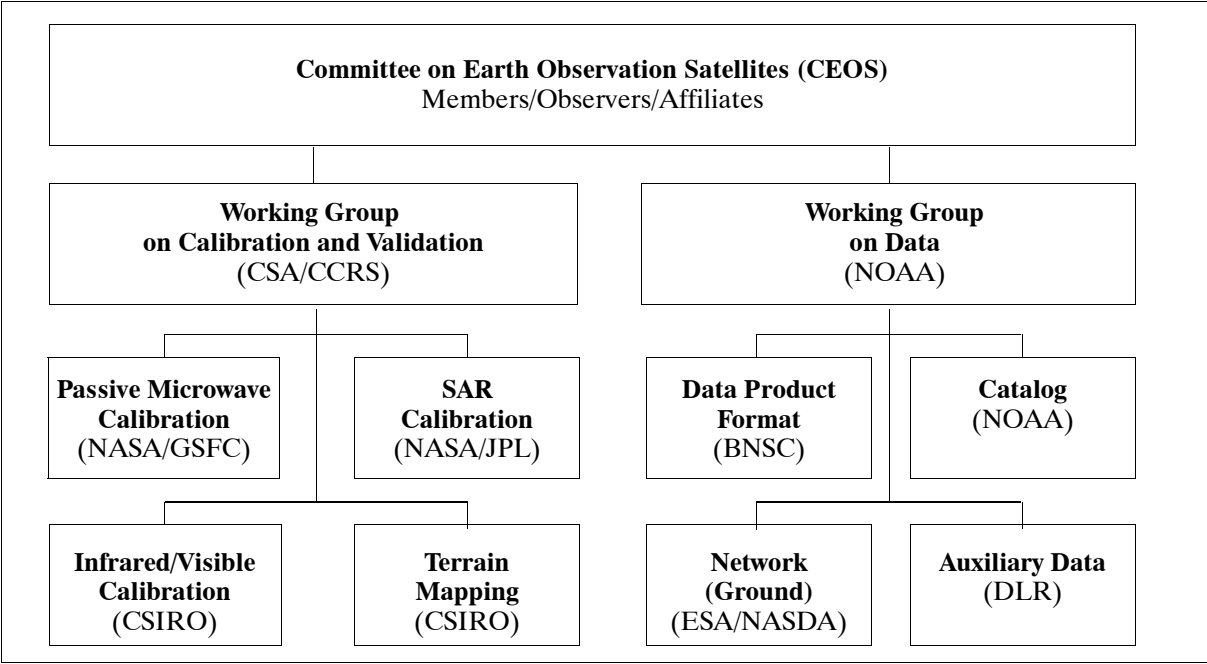 Committee on Earth Observation Satellites (CEOS)
Members/Observers/Affiliates
Working Group
on Calibration and Validation
(CSA/CCRS)
Working Group
on Data
(NOAA)
Passive Microwave
Calibration
(NASA/GSFC)
SAR
Calibration
(NASA/JPL)
Data Product
Format
(BNSC)
Catalog
(NOAA)
Infrared/Visible
Calibration
(CSIRO)
Terrain
Mapping
(CSIRO)
Network
(Ground)
(ESA/NASDA)
Auxiliary Data
(DLR)